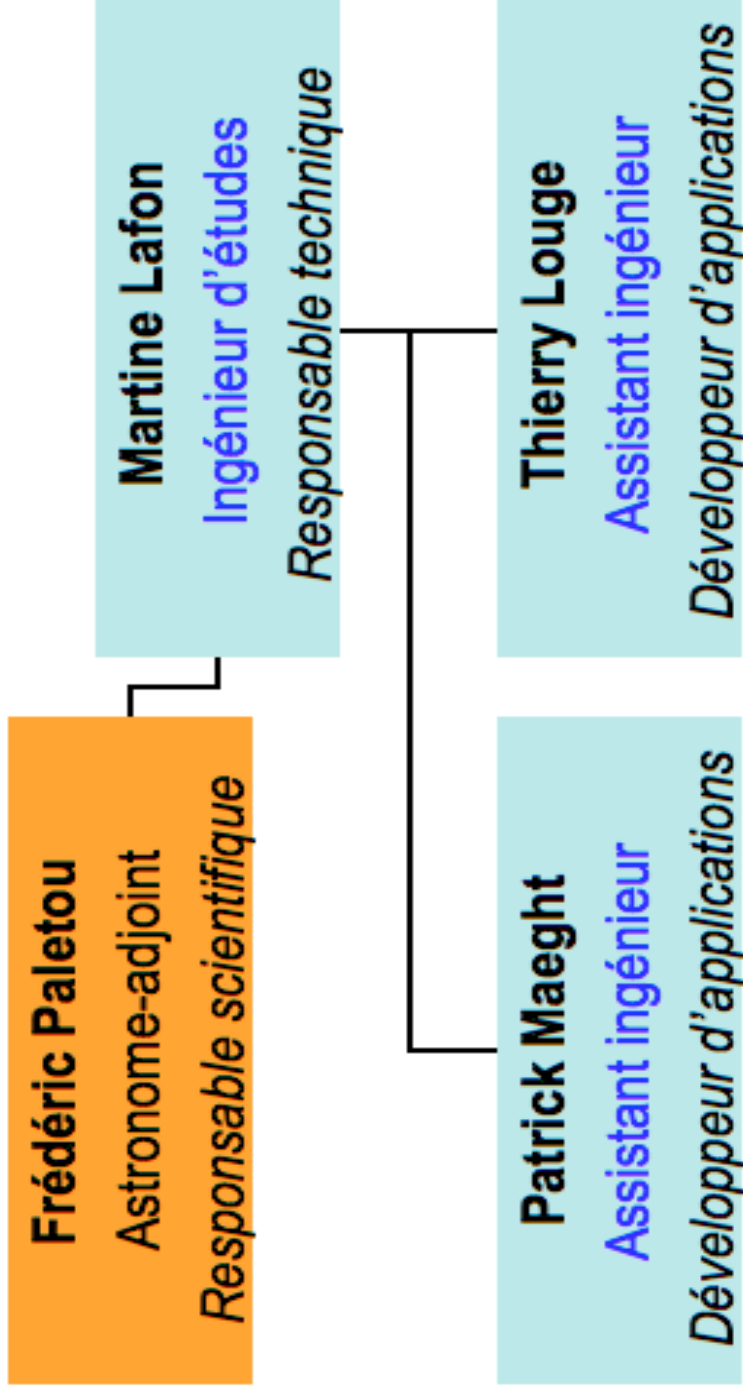 Frédéric Paletou
Astronome-adjoint
Responsable scientifique
Martine Lafon
Ingénieur d'études
Responsable technique
Patrick Maeght
Assistant ingénieur
Développeur d'applications
Thierry Louge
Assistant ingénieur
Développeur d'applications